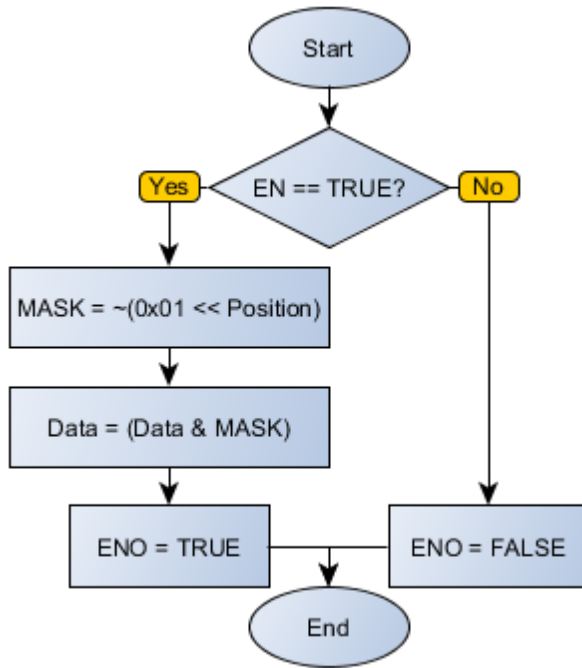 Start
EN == TRUE?
Yes
No
MASK = ~(0x01 << Position)
Data = (Data & MASK)
ENO = TRUE
ENO = FALSE
End